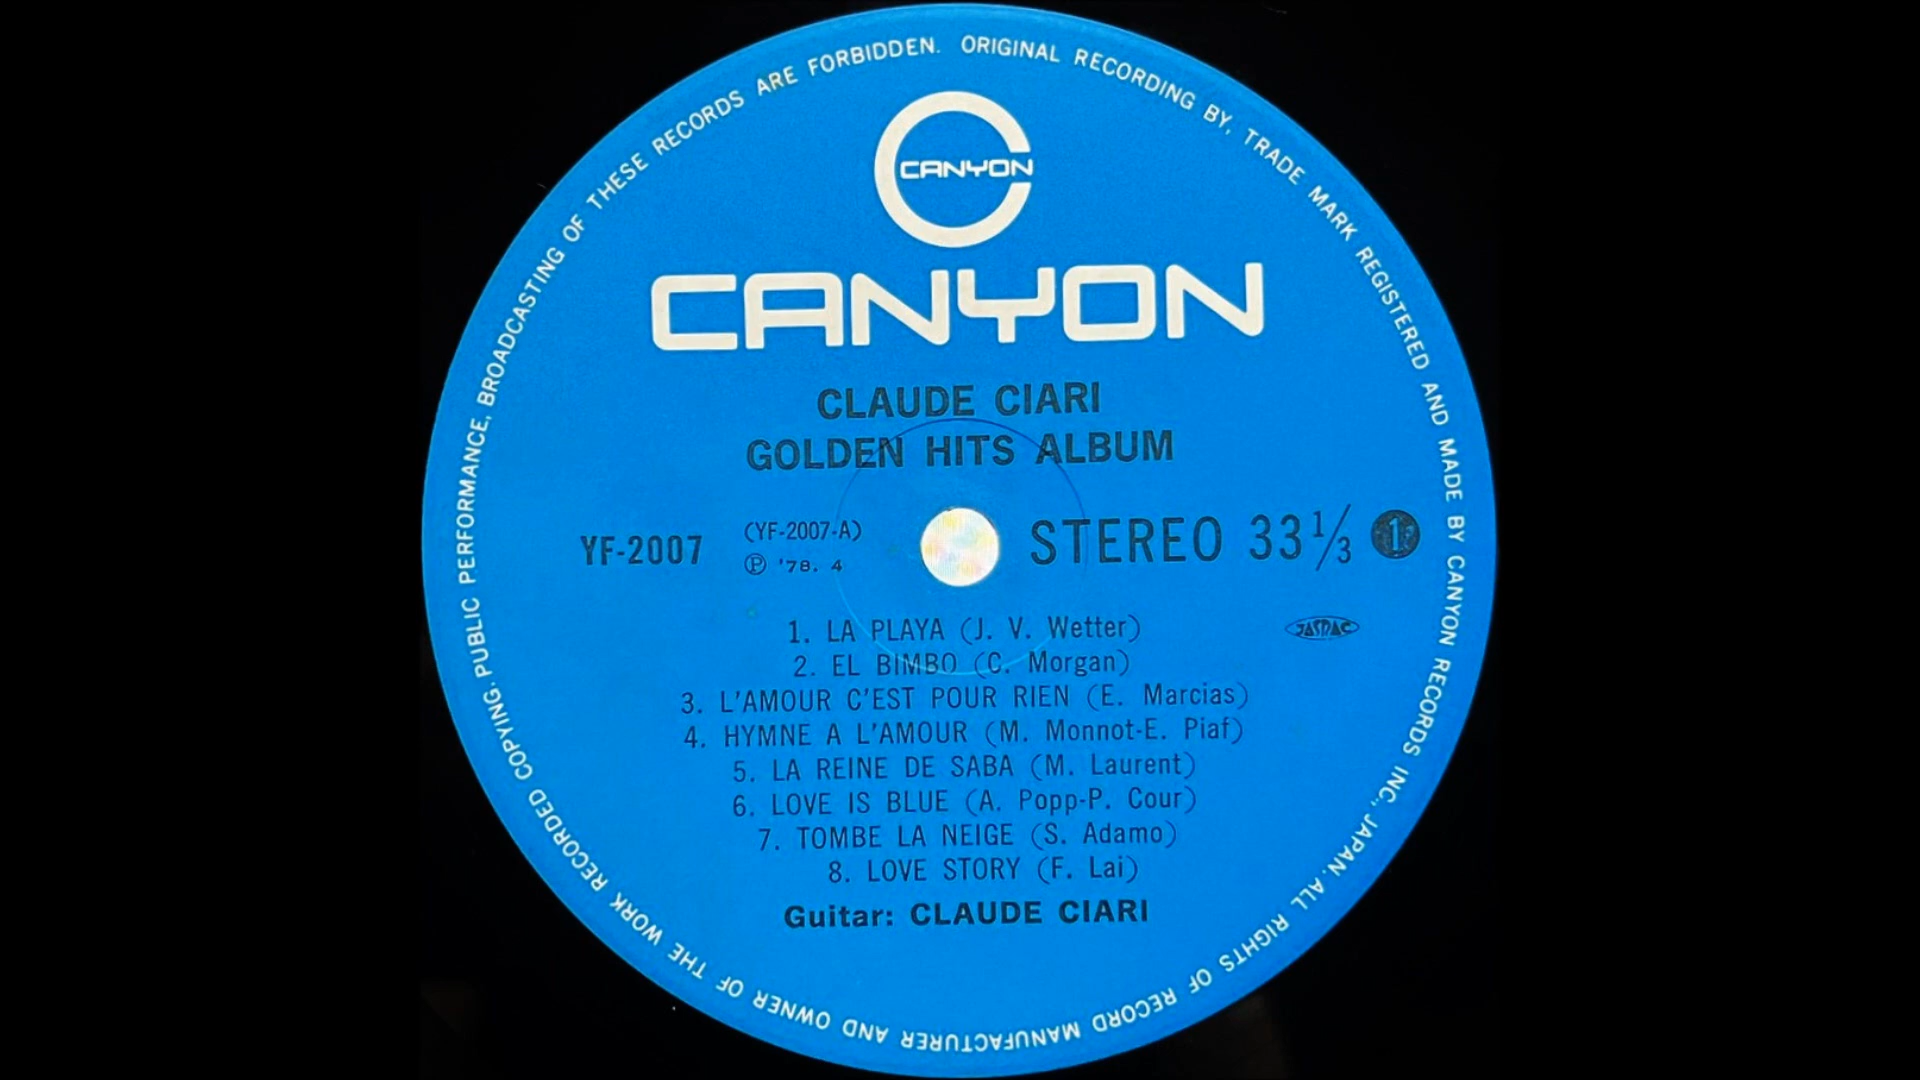 ORIGINAL RECORDING BY, TRADE MARK REGISTERED AND MADE BY CANYON RECORDS INC., JAPAN. ALL RIGHTS OF RECORD MANUFACTURER AND OWNER OF THE WORK RECORDED COPYING. PUBLIC PERFORMANCE, BROADCASTING OF THESE RECORDS ARE FORBIDDEN.
CANYON
CANYON
CLAUDE CIARI
GOLDEN HITS ALBUM
YF-2007 (YF-2007-A) STEREO 33 1/3 1
Ⓟ '78. 4
JASRAC
1. LA PLAYA (J. V. Wetter)
2. EL BIMBO (C. Morgan)
3. L'AMOUR C'EST POUR RIEN (E. Marcias)
4. HYMNE A L'AMOUR (M. Monnot-E. Piaf)
5. LA REINE DE SABA (M. Laurent)
6. LOVE IS BLUE (A. Popp-P. Cour)
7. TOMBE LA NEIGE (S. Adamo)
8. LOVE STORY (F. Lai)
Guitar: CLAUDE CIARI